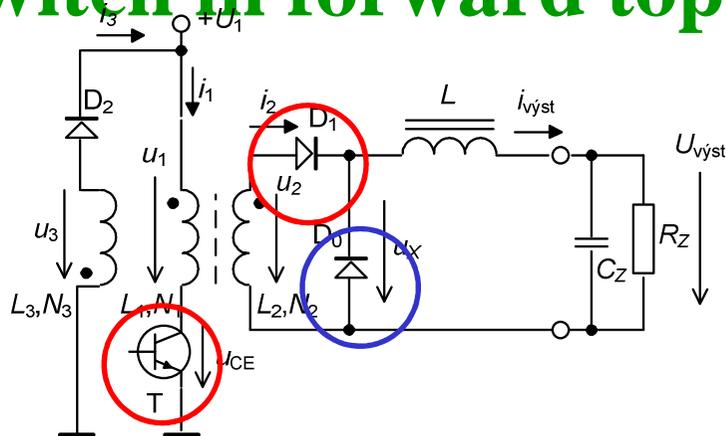 witch in forward top
i3
+U1
D2
i1
i2
D1
L
ivýst
u1
u2
Uvýst
u3
D0
uX
CZ
RZ
L3,N3
L1,N1
L2,N2
uCE
T